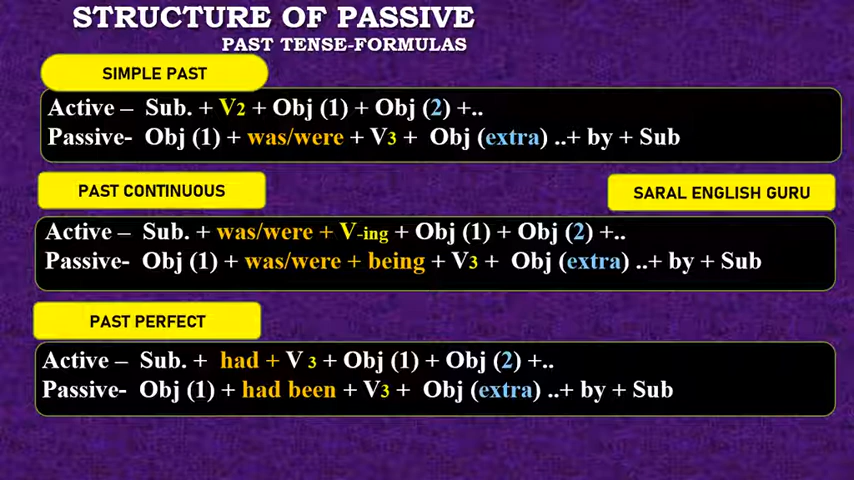 STRUCTURE OF PASSIVE
PAST TENSE-FORMULAS
SIMPLE PAST
Active – Sub. + V2 + Obj (1) + Obj (2) +..
Passive- Obj (1) + was/were + V3 + Obj (extra) ..+ by + Sub
PAST CONTINUOUS
SARAL ENGLISH GURU
Active – Sub. + was/were + V-ing + Obj (1) + Obj (2) +..
Passive- Obj (1) + was/were + being + V3 + Obj (extra) ..+ by + Sub
PAST PERFECT
Active – Sub. + had + V 3 + Obj (1) + Obj (2) +..
Passive- Obj (1) + had been + V3 + Obj (extra) ..+ by + Sub